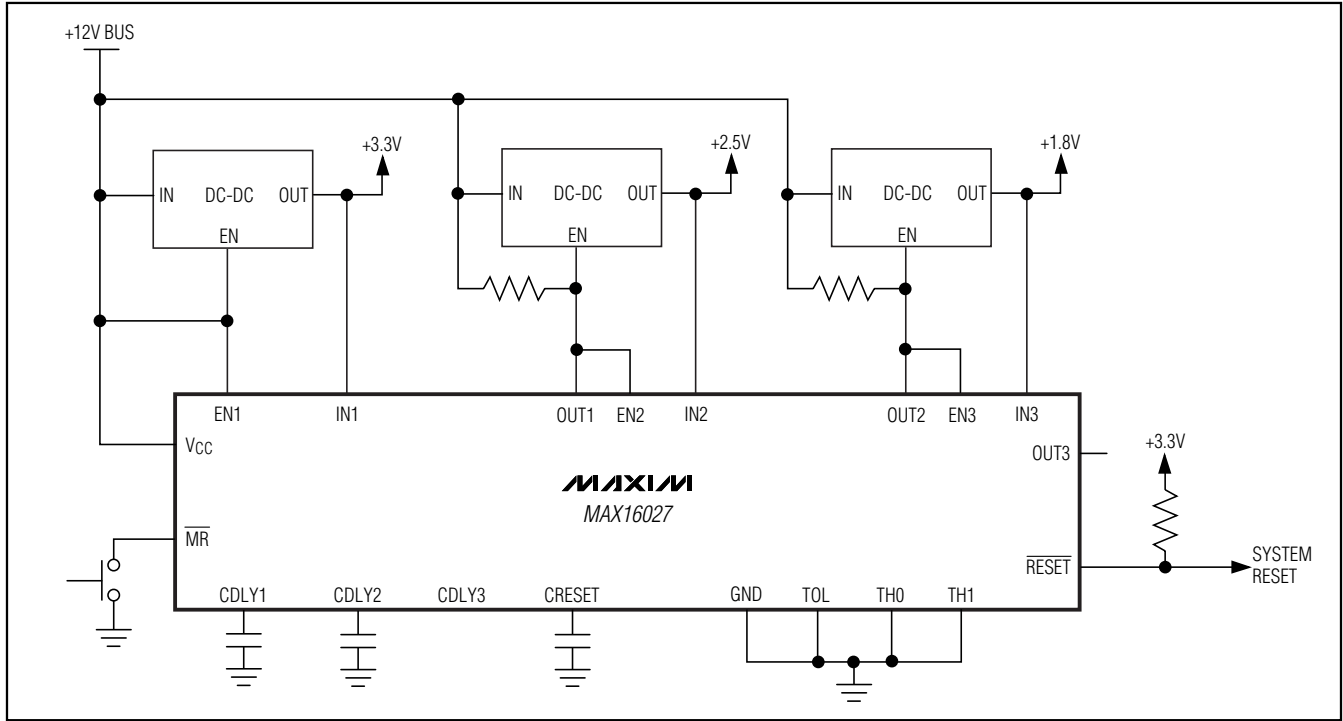 +12V BUS
+3.3V
+2.5V
+1.8V
IN DC-DC OUT
EN
IN DC-DC OUT
EN
IN DC-DC OUT
EN
EN1 IN1 OUT1 EN2 IN2 OUT2 EN3 IN3
VCC
OUT3
+3.3V
MAXIM
MAX16027
MR
RESET
SYSTEM
RESET
CDLY1 CDLY2 CDLY3 CRESET GND TOL TH0 TH1